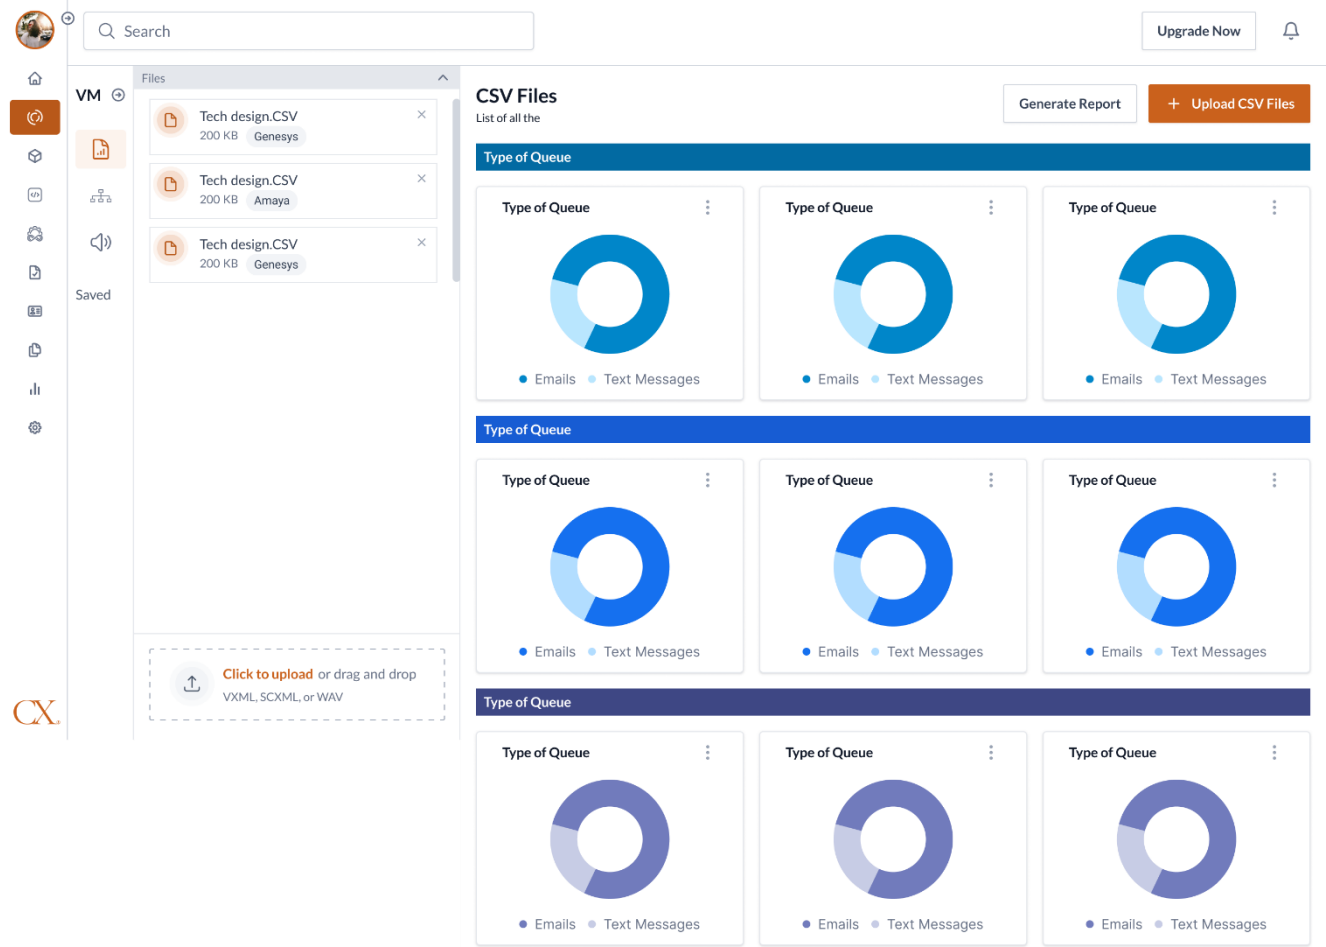 Search
Upgrade Now
VM
Saved
Files
Tech design.CSV
200 KB Genesys
Tech design.CSV
200 KB Amaya
Tech design.CSV
200 KB Genesys
Click to upload or drag and drop
VXML, SCXML, or WAV
CX
CSV Files
List of all the
Generate Report
+ Upload CSV Files
Type of Queue
Type of Queue
Emails Text Messages
Type of Queue
Emails Text Messages
Type of Queue
Emails Text Messages
Type of Queue
Type of Queue
Emails Text Messages
Type of Queue
Emails Text Messages
Type of Queue
Emails Text Messages
Type of Queue
Type of Queue
Emails Text Messages
Type of Queue
Emails Text Messages
Type of Queue
Emails Text Messages